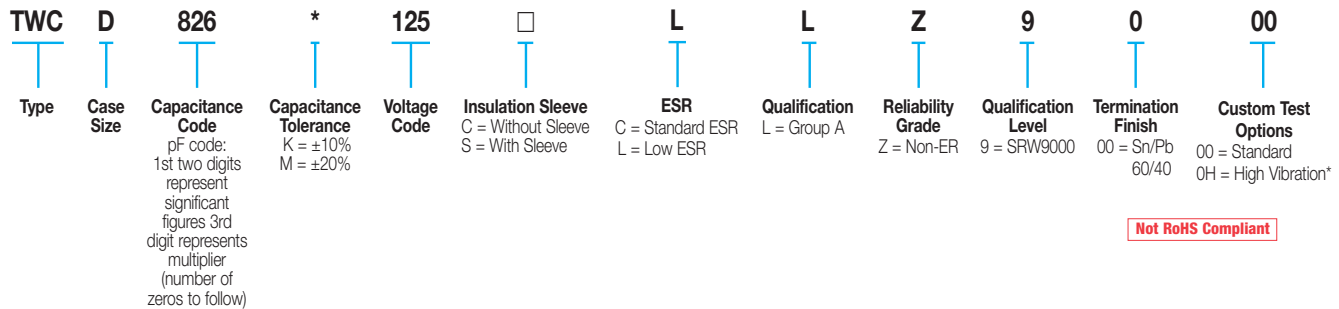 TWC D 826 * 125 □ L L Z 9 0 00
Type
Case
Size
Capacitance
Code
pF code:
1st two digits
represent
significant
figures 3rd
digit represents
multiplier
(number of
zeros to follow)
Capacitance
Tolerance
K = ±10%
M = ±20%
Voltage
Code
Insulation Sleeve
C = Without Sleeve
S = With Sleeve
ESR
C = Standard ESR
L = Low ESR
Qualification
L = Group A
Reliability
Grade
Z = Non-ER
Qualification
Level
9 = SRW9000
Termination
Finish
00 = Sn/Pb
60/40
Custom Test
Options
00 = Standard
0H = High Vibration*
Not RoHS Compliant